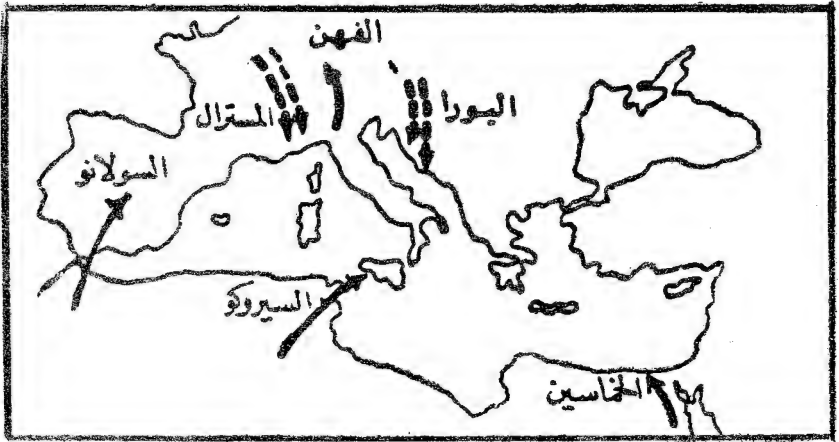 الفهن
المسترال
البورا
السولانو
السيروكو
الخماسين